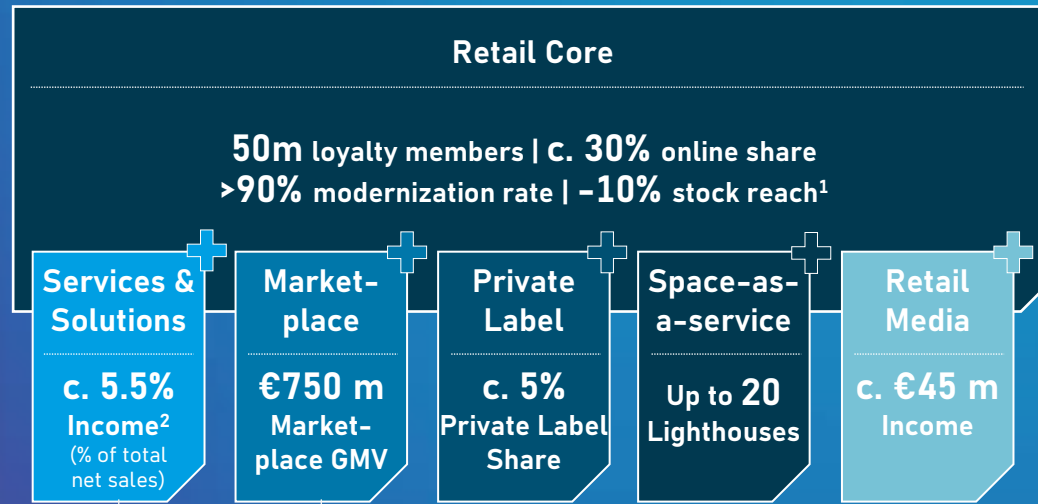 Retail Core
50m loyalty members | c. 30% online share
>90% modernization rate | -10% stock reach¹
Services &
Solutions
c. 5.5%
Income²
(% of total
net sales)
Market-
place
€750 m
Market-
place GMV
Private
Label
c. 5%
Private Label
Share
Space-as-
a-service
Up to 20
Lighthouses
Retail
Media
c. €45 m
Income